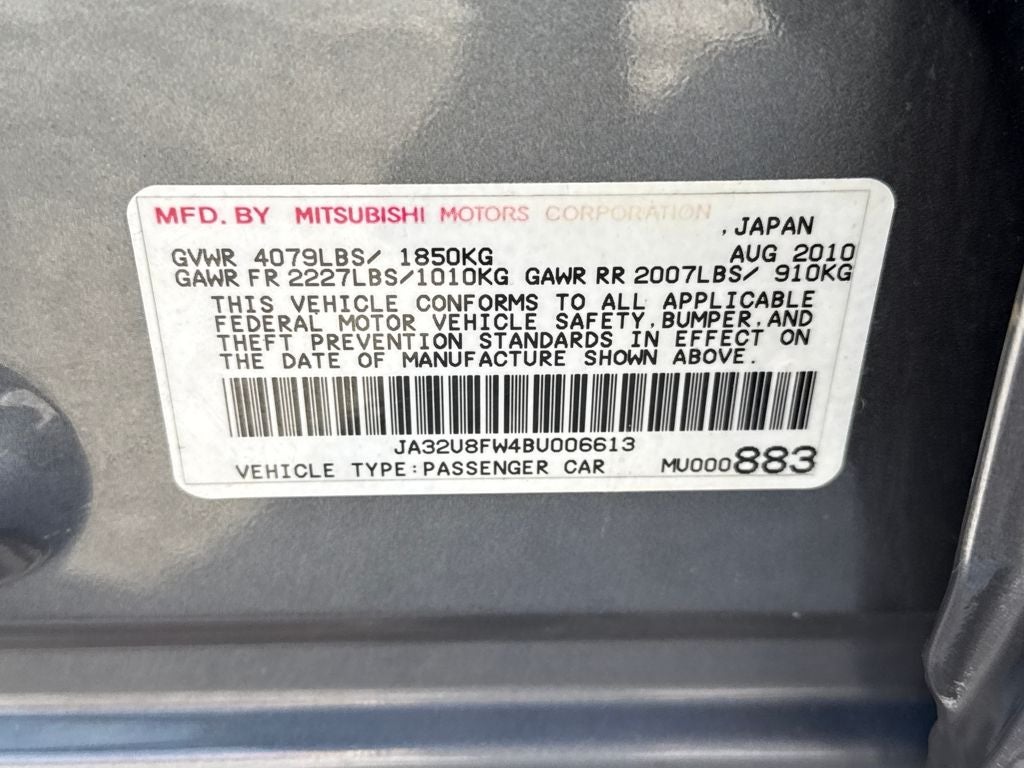 MFD. BY MITSUBISHI MOTORS CORPORATION
, JAPAN
GVWR 4079LBS/ 1850KG AUG 2010
GAWR FR 2227LBS/1010KG GAWR RR 2007LBS/ 910KG
THIS VEHICLE CONFORMS TO ALL APPLICABLE
FEDERAL MOTOR VEHICLE SAFETY, BUMPER, AND
THEFT PREVENTION STANDARDS IN EFFECT ON
THE DATE OF MANUFACTURE SHOWN ABOVE.
JA32U8FW4BU006613
VEHICLE TYPE:PASSENGER CAR MU000883